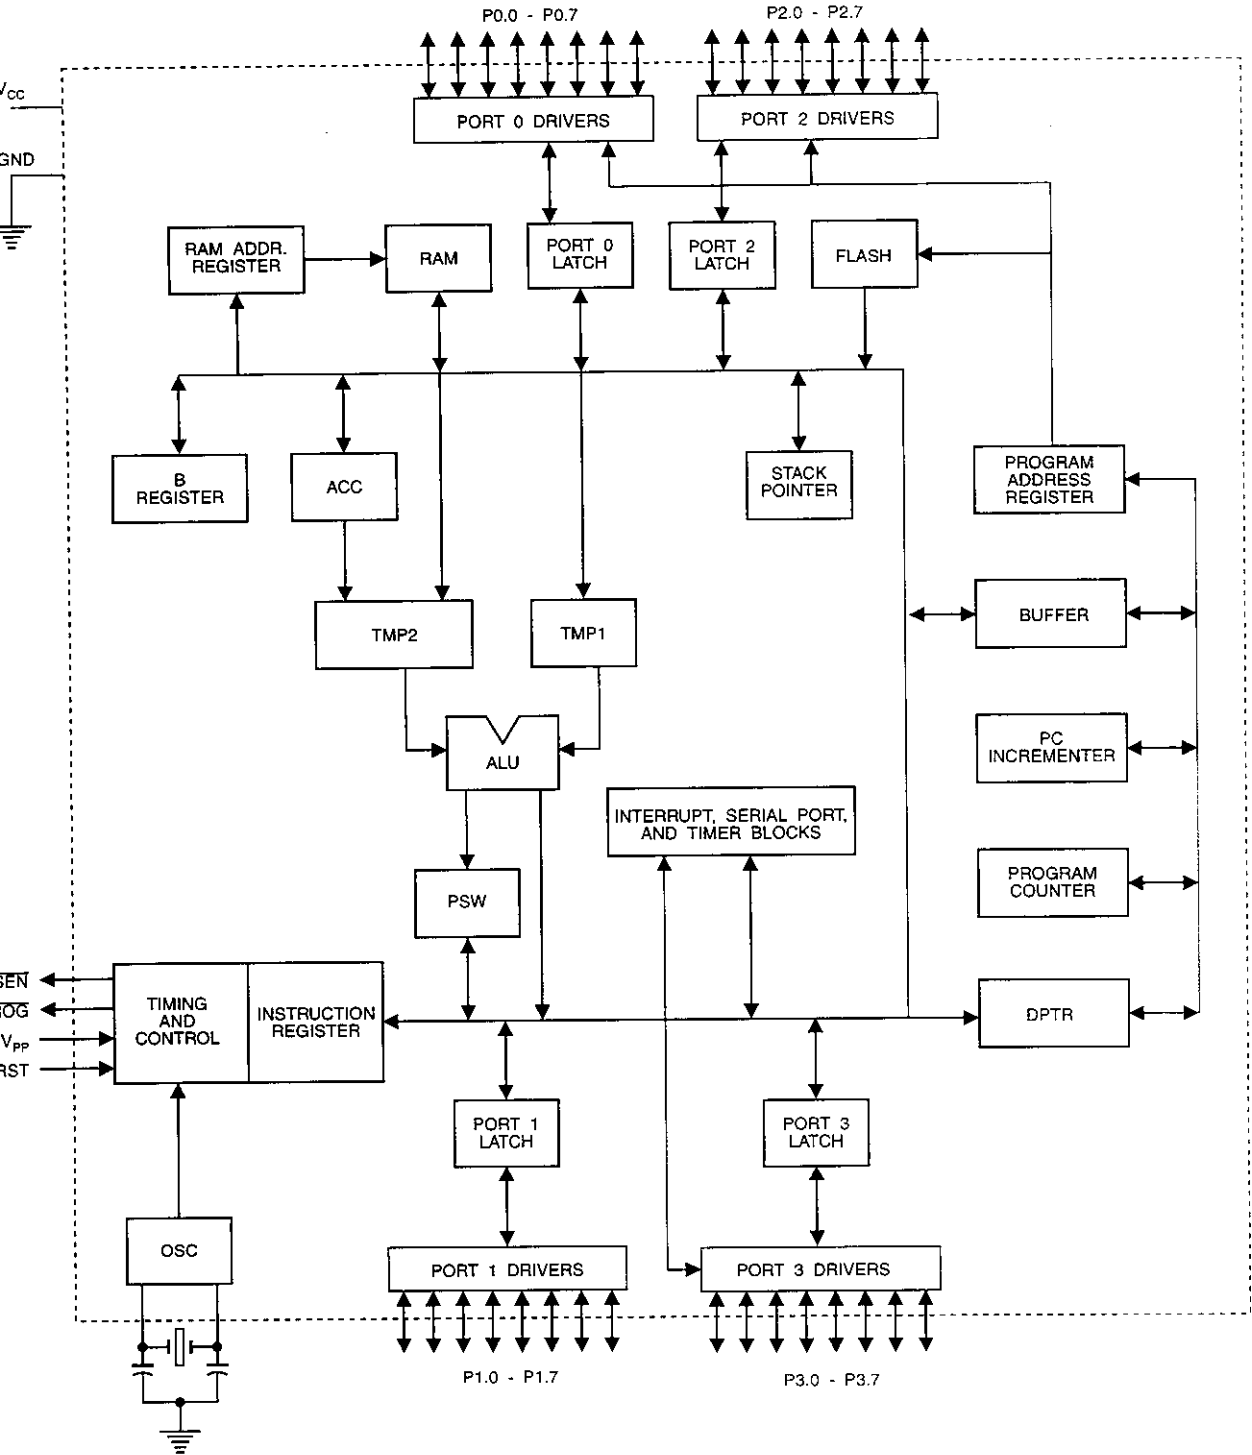 P0.0 - P0.7
P2.0 - P2.7
VCC
GND
PORT 0 DRIVERS
PORT 2 DRIVERS
RAM ADDR.
REGISTER
RAM
PORT 0
LATCH
PORT 2
LATCH
FLASH
B
REGISTER
ACC
STACK
POINTER
PROGRAM
ADDRESS
REGISTER
TMP2
TMP1
BUFFER
ALU
PC
INCREMENTER
INTERRUPT, SERIAL PORT,
AND TIMER BLOCKS
PSW
PROGRAM
COUNTER
VPP
RST
TIMING
AND
CONTROL
INSTRUCTION
REGISTER
DPTR
PORT 1
LATCH
PORT 3
LATCH
OSC
PORT 1 DRIVERS
PORT 3 DRIVERS
P1.0 - P1.7
P3.0 - P3.7